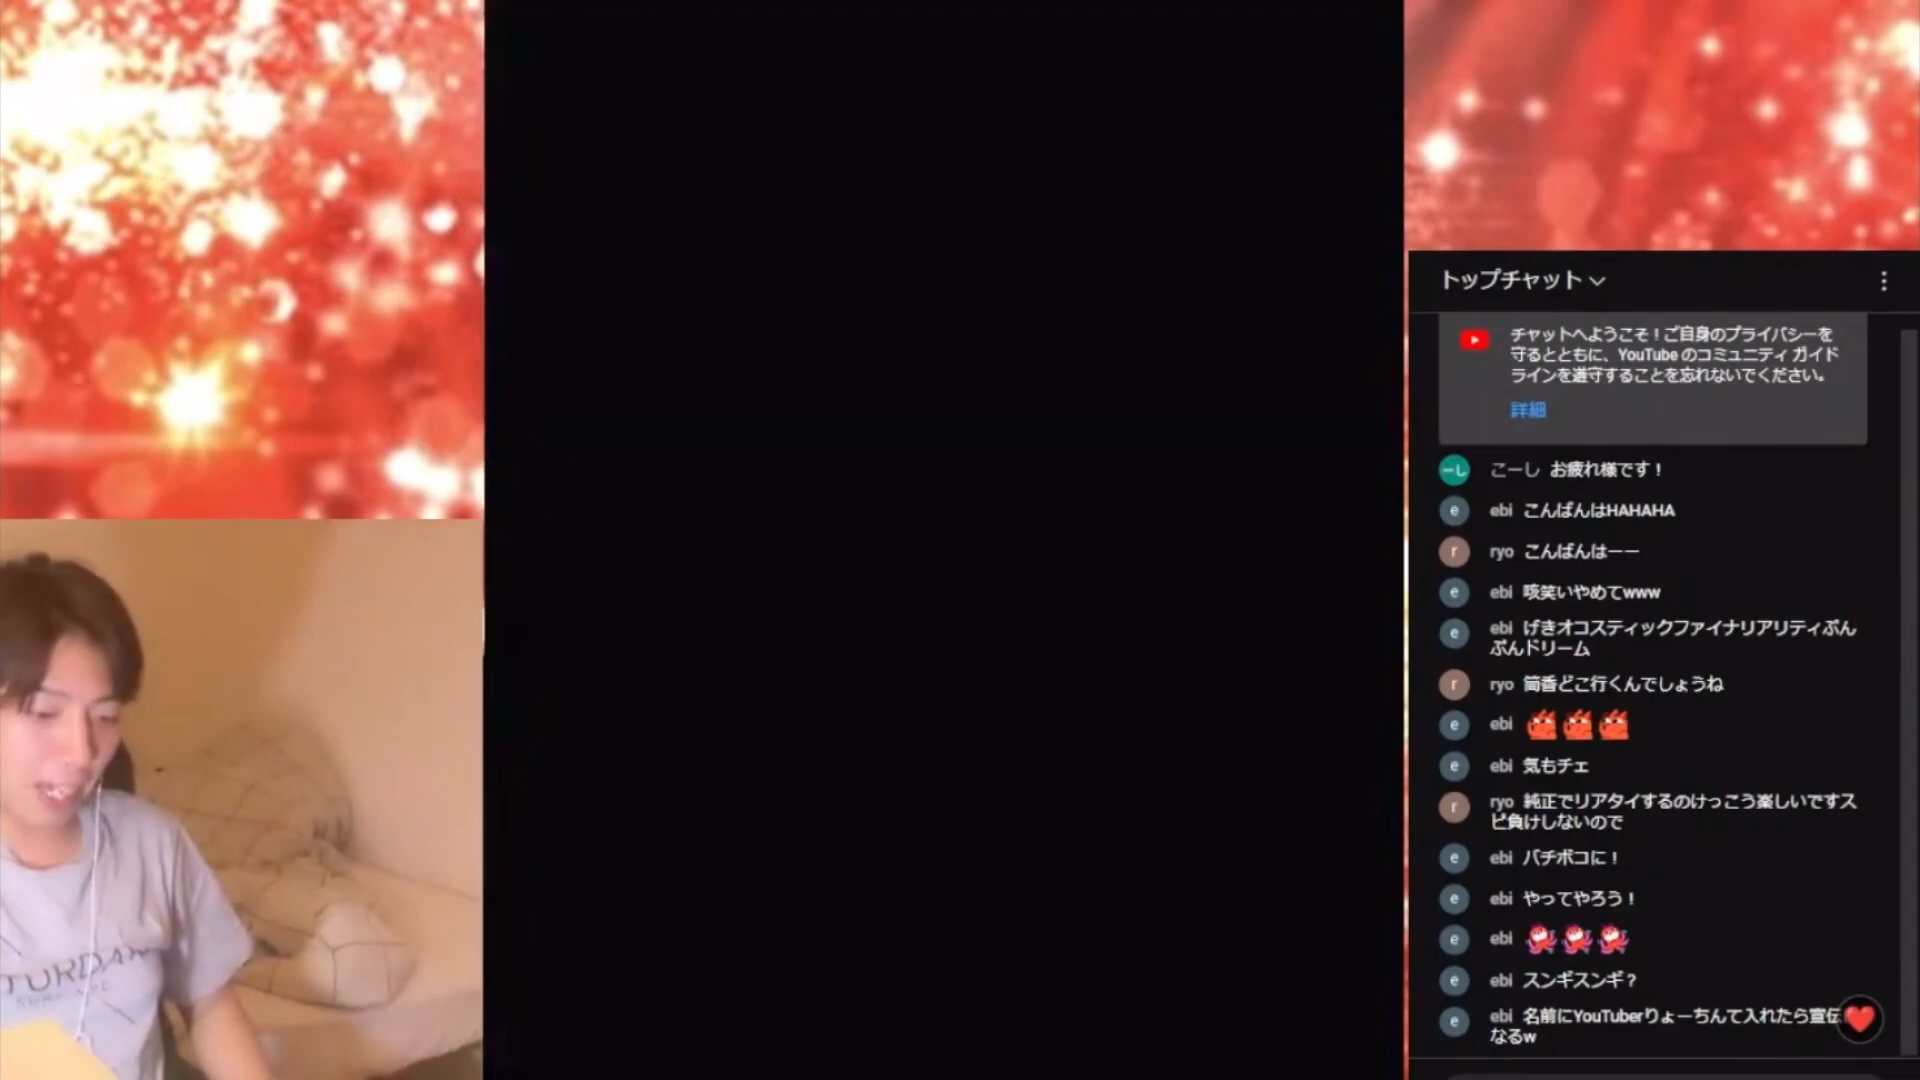 トップチャット
チャットへようこそ！ご自身のプライバシーを
守るとともに、YouTube のコミュニティ ガイド
ラインを遵守することを忘れないでください。
詳細
ーし こーし お疲れ様です！
e ebi こんばんはHAHAHA
r ryo こんばんはーー
e ebi 咳笑いやめてwww
e ebi げきオコスティックファイナリアリティぷん
ぷんドリーム
r ryo 筒香どこ行くんでしょうね
e ebi
e ebi 気もチェ
r ryo 純正でリアタイするのけっこう楽しいですス
ピ負けしないので
e ebi バチボコに！
e ebi やってやろう！
e ebi
e ebi スンギスンギ？
e ebi 名前にYouTuberりょーちんて入れたら宣伝
なるw
TURDAY